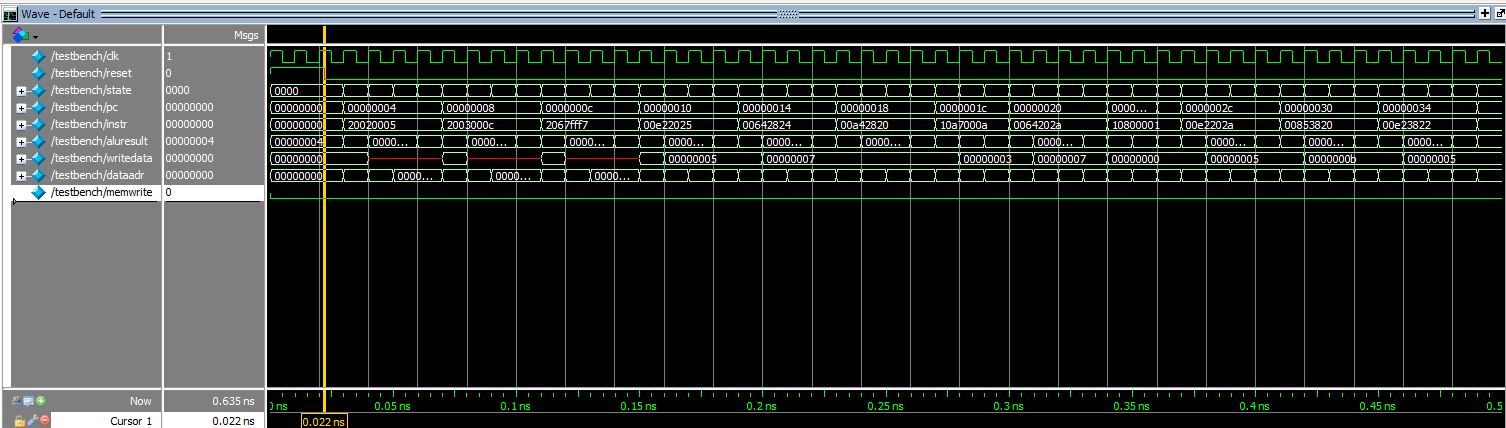 Wave - Default
Msgs
/testbench/clk 1
/testbench/reset 0
/testbench/state 0000 0000
/testbench/pc 00000000 00000000 00000004 00000008 0000000c 00000010 00000014 00000018 0000001c 00000020 0000... 0000002c 00000030 00000034
/testbench/instr 00000000 00000000 20020005 2003000c 2067fff7 00e22025 00642824 00a42820 10a7000a 0064202a 10800001 00e2202a 00853820 00e23822
/testbench/aluresult 00000004 00000004 0000... 0000... 0000... 0000... 0000... 0000... 0000... 0000... 0000... 0000...
/testbench/writedata 00000000 00000000 00000005 00000007 00000003 00000007 00000000 00000005 0000000b 00000005
/testbench/dataadr 00000000 00000000 0000... 0000... 0000...
/testbench/memwrite 0
Now 0.635 ns 0.05 ns 0.1 ns 0.15 ns 0.2 ns 0.25 ns 0.3 ns 0.35 ns 0.4 ns 0.45 ns 0.5
Cursor 1 0.022 ns 0.022 ns